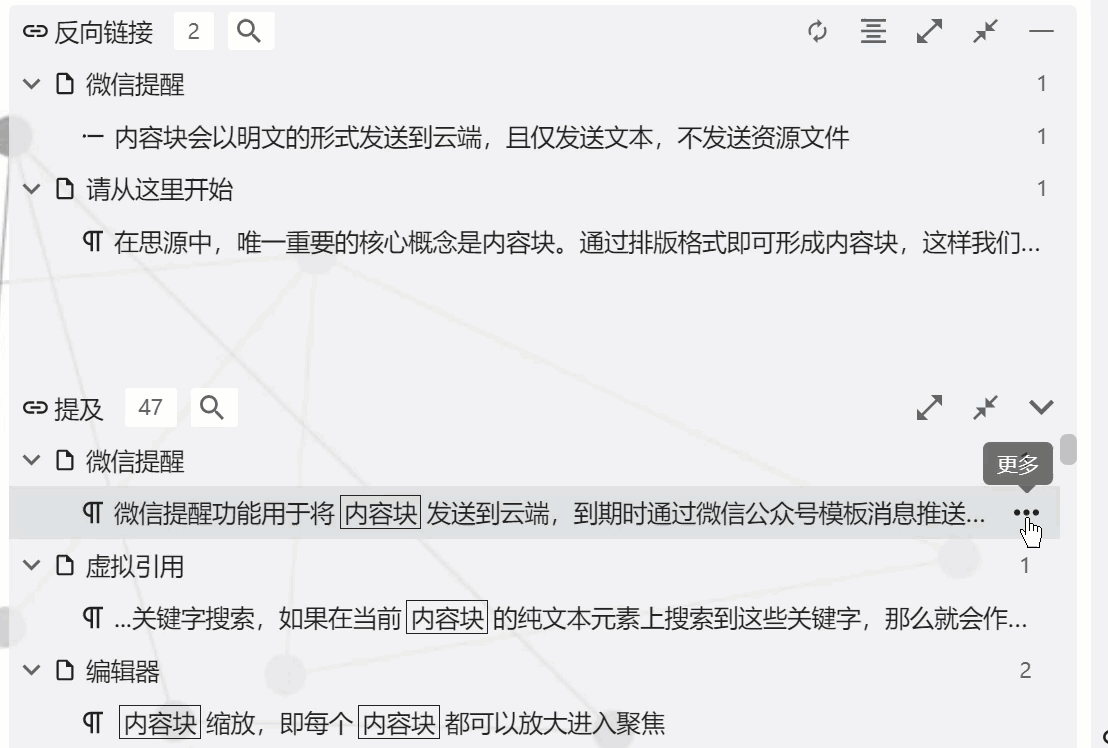 反向链接 2
微信提醒 1
内容块会以明文的形式发送到云端，且仅发送文本，不发送资源文件 1
请从这里开始 1
在思源中，唯一重要的核心概念是内容块。通过排版格式即可形成内容块，这样我们...
提及 47
微信提醒
更多
微信提醒功能用于将 内容块 发送到云端，到期时通过微信公众号模板消息推送...
虚拟引用 1
...关键字搜索，如果在当前 内容块 的纯文本元素上搜索到这些关键字，那么就会作...
编辑器 2
内容块 缩放，即每个 内容块 都可以放大进入聚焦